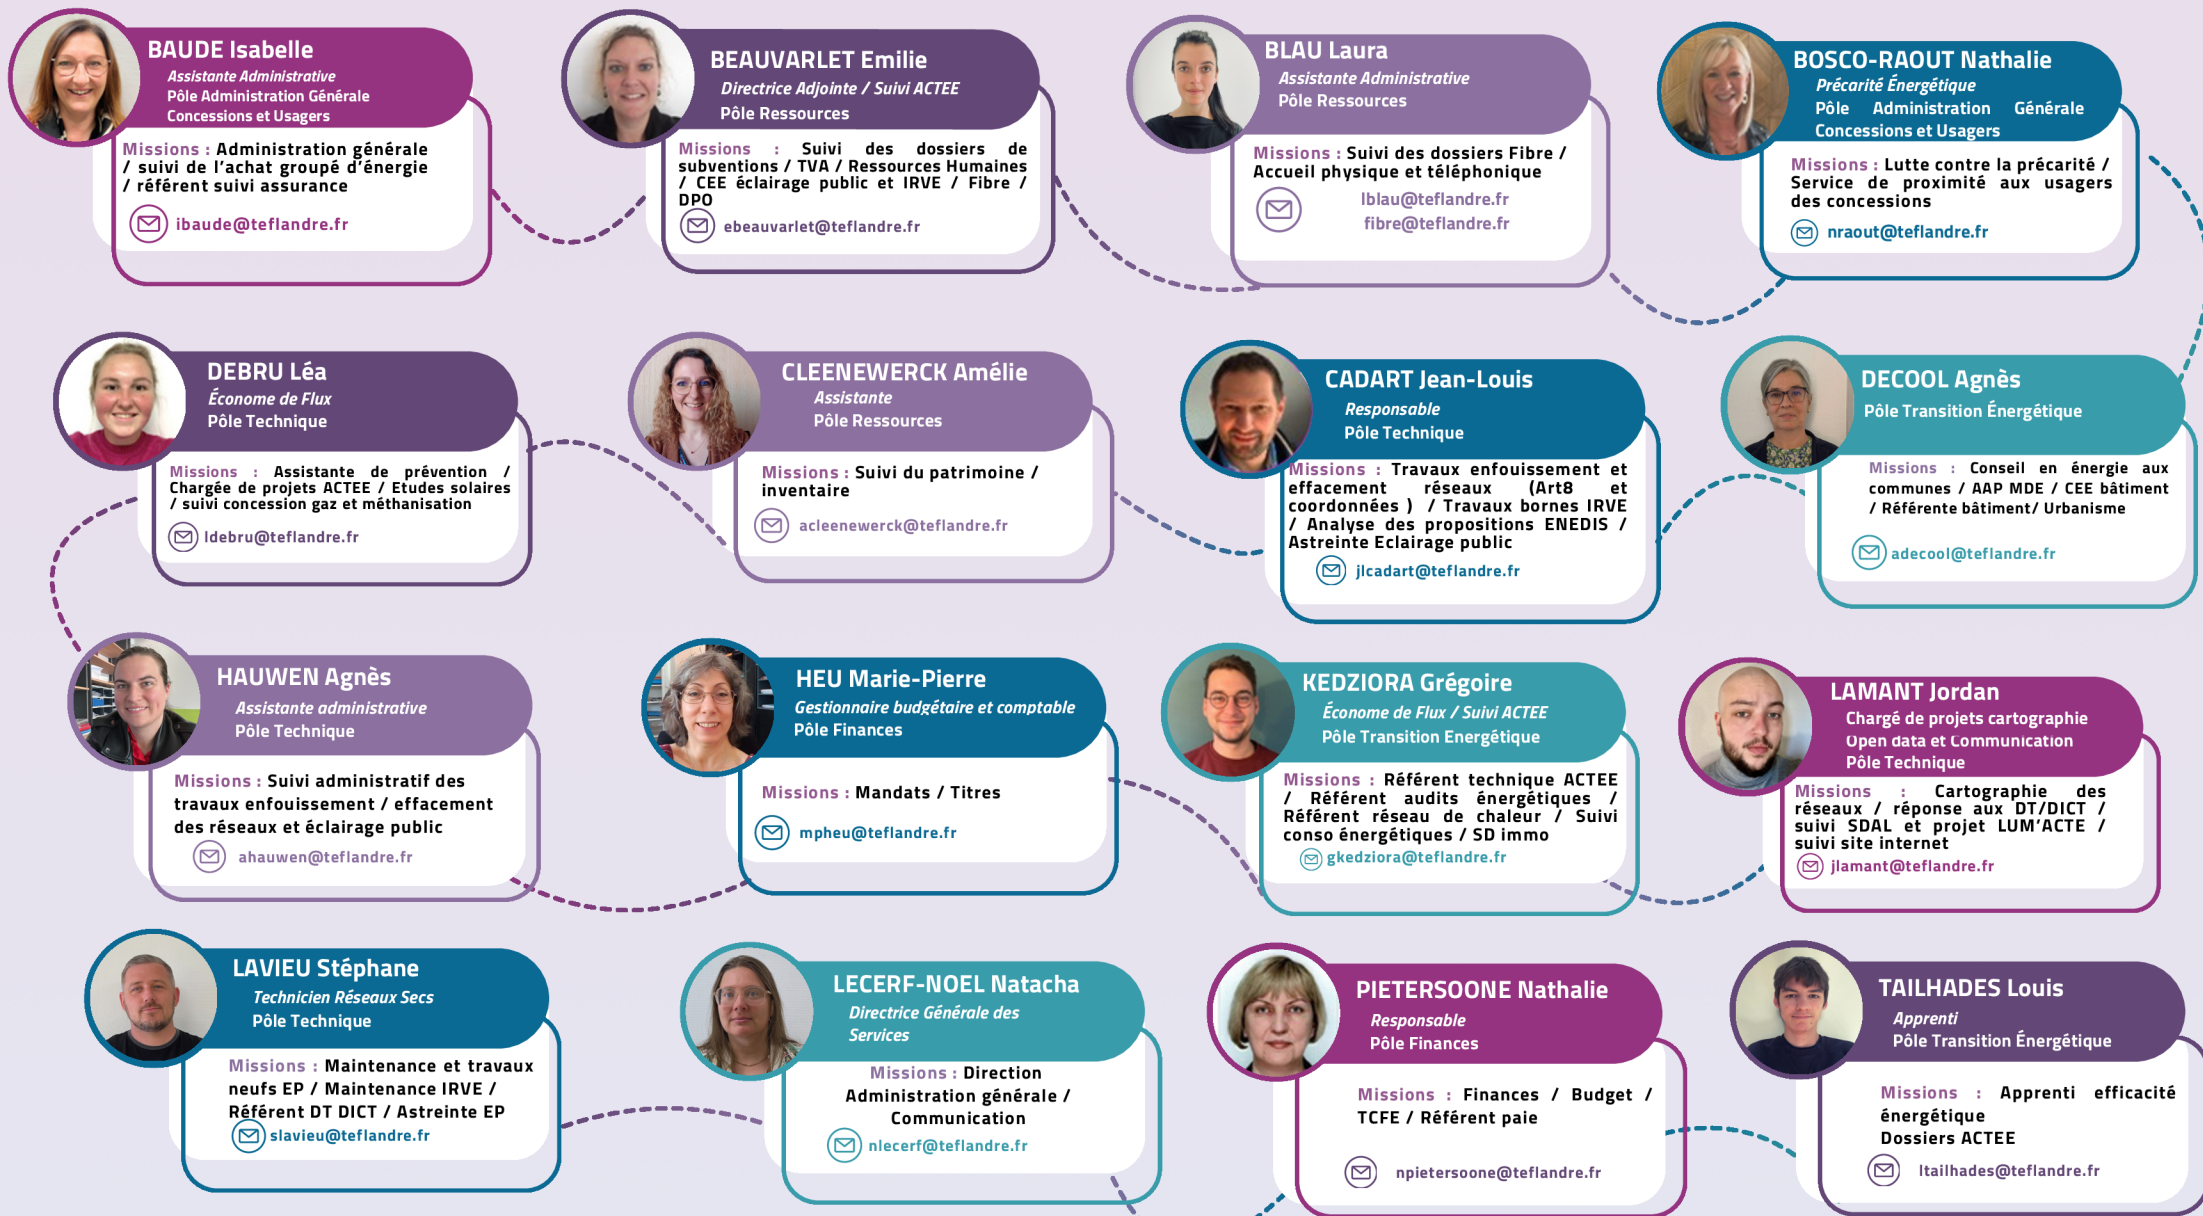 BAUDE Isabelle
Assistante Administrative
Pôle Administration Générale
Concessions et Usagers
Missions : Administration générale
/ suivi de l'achat groupé d'énergie
/ référent suivi assurance
ibaude@teflandre.fr
BEAUVARLET Emilie
Directrice Adjointe / Suivi ACTEE
Pôle Ressources
Missions : Suivi des dossiers de
subventions / TVA / Ressources Humaines
/ CEE éclairage public et IRVE / Fibre /
DPO
ebeauvarlet@teflandre.fr
BLAU Laura
Assistante Administrative
Pôle Ressources
Missions : Suivi des dossiers Fibre /
Accueil physique et téléphonique
lblau@teflandre.fr
fibre@teflandre.fr
BOSCO-RAOUT Nathalie
Précarité Énergétique
Pôle Administration Générale
Concessions et Usagers
Missions : Lutte contre la précarité /
Service de proximité aux usagers
des concessions
nraout@teflandre.fr
DEBRU Léa
Économe de Flux
Pôle Technique
Missions : Assistante de prévention /
Chargée de projets ACTEE / Etudes solaires
/ suivi concession gaz et méthanisation
ldebru@teflandre.fr
CLEENEWERCK Amélie
Assistante
Pôle Ressources
Missions : Suivi du patrimoine /
inventaire
acleenewerck@teflandre.fr
CADART Jean-Louis
Responsable
Pôle Technique
Missions : Travaux enfouissement et
effacement réseaux (Art8 et
coordonnées ) / Travaux bornes IRVE
/ Analyse des propositions ENEDIS /
Astreinte Eclairage public
jlcadart@teflandre.fr
DECOOL Agnès
Pôle Transition Énergétique
Missions : Conseil en énergie aux
communes / AAP MDE / CEE bâtiment
/ Référente bâtiment/ Urbanisme
adecool@teflandre.fr
HAUWEN Agnès
Assistante administrative
Pôle Technique
Missions : Suivi administratif des
travaux enfouissement / effacement
des réseaux et éclairage public
ahauwen@teflandre.fr
HEU Marie-Pierre
Gestionnaire budgétaire et comptable
Pôle Finances
Missions : Mandats / Titres
mpheu@teflandre.fr
KEDZIORA Grégoire
Économe de Flux / Suivi ACTEE
Pôle Transition Energétique
Missions : Référent technique ACTEE
/ Référent audits énergétiques /
Référent réseau de chaleur / Suivi
conso énergétiques / SD immo
gkedziora@teflandre.fr
LAMANT Jordan
Chargé de projets cartographie
Open data et Communication
Pôle Technique
Missions : Cartographie des
réseaux / réponse aux DT/DICT /
suivi SDAL et projet LUM'ACTE /
suivi site internet
jlamant@teflandre.fr
LAVIEU Stéphane
Technicien Réseaux Secs
Pôle Technique
Missions : Maintenance et travaux
neufs EP / Maintenance IRVE /
Référent DT DICT / Astreinte EP
slavieu@teflandre.fr
LECERF-NOEL Natacha
Directrice Générale des
Services
Missions : Direction
Administration générale /
Communication
nlecerf@teflandre.fr
PIETERSOONE Nathalie
Responsable
Pôle Finances
Missions : Finances / Budget /
TCFE / Référent paie
npietersoone@teflandre.fr
TAILHADES Louis
Apprenti
Pôle Transition Énergétique
Missions : Apprenti efficacité
énergétique
Dossiers ACTEE
ltailhades@teflandre.fr